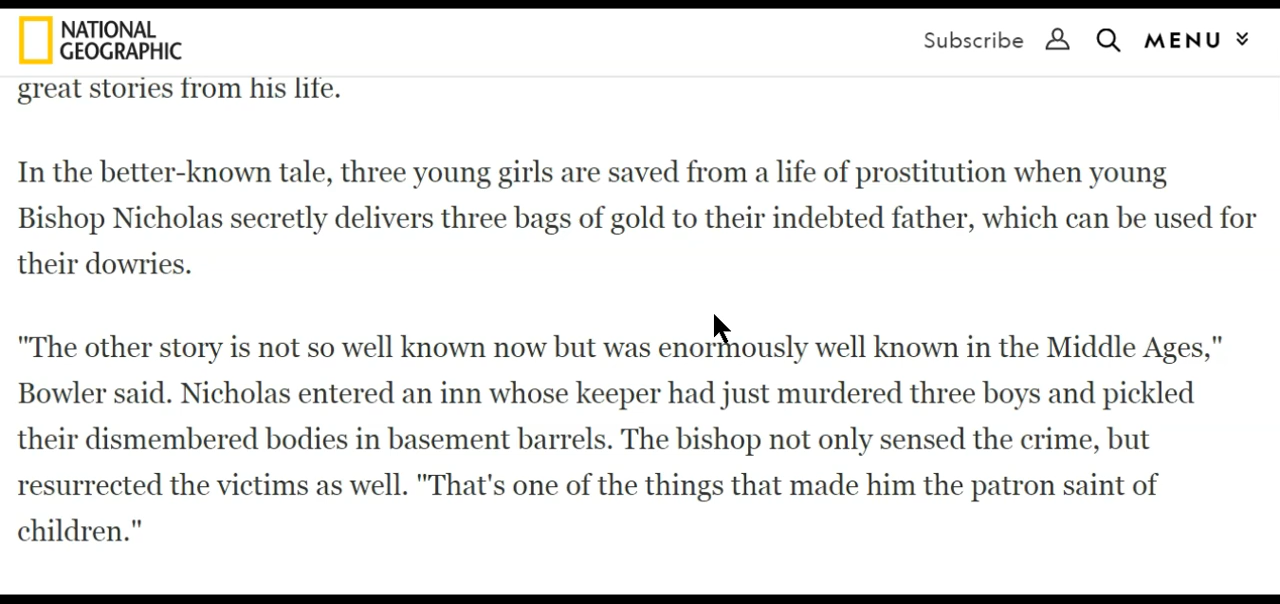 NATIONAL
GEOGRAPHIC
Subscribe
MENU
great stories from his life.
In the better-known tale, three young girls are saved from a life of prostitution when young
Bishop Nicholas secretly delivers three bags of gold to their indebted father, which can be used for
their dowries.
"The other story is not so well known now but was enormously well known in the Middle Ages,"
Bowler said. Nicholas entered an inn whose keeper had just murdered three boys and pickled
their dismembered bodies in basement barrels. The bishop not only sensed the crime, but
resurrected the victims as well. "That's one of the things that made him the patron saint of
children."